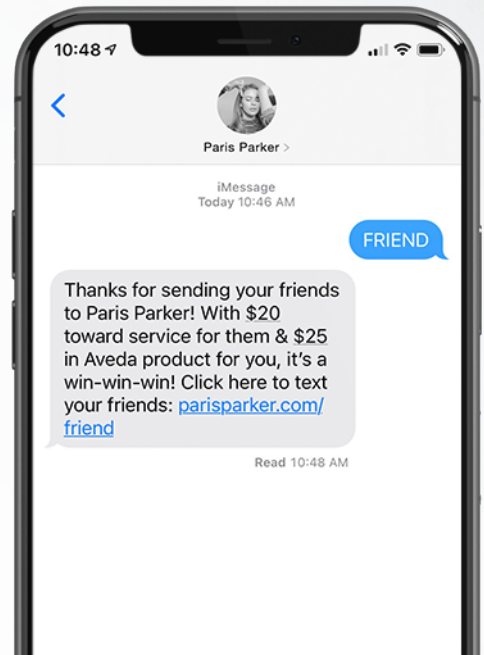 10:48
Paris Parker >
iMessage
Today 10:46 AM
FRIEND
Thanks for sending your friends
to Paris Parker! With $20
toward service for them & $25
in Aveda product for you, it’s a
win-win-win! Click here to text
your friends: parisparker.com/
friend
Read 10:48 AM